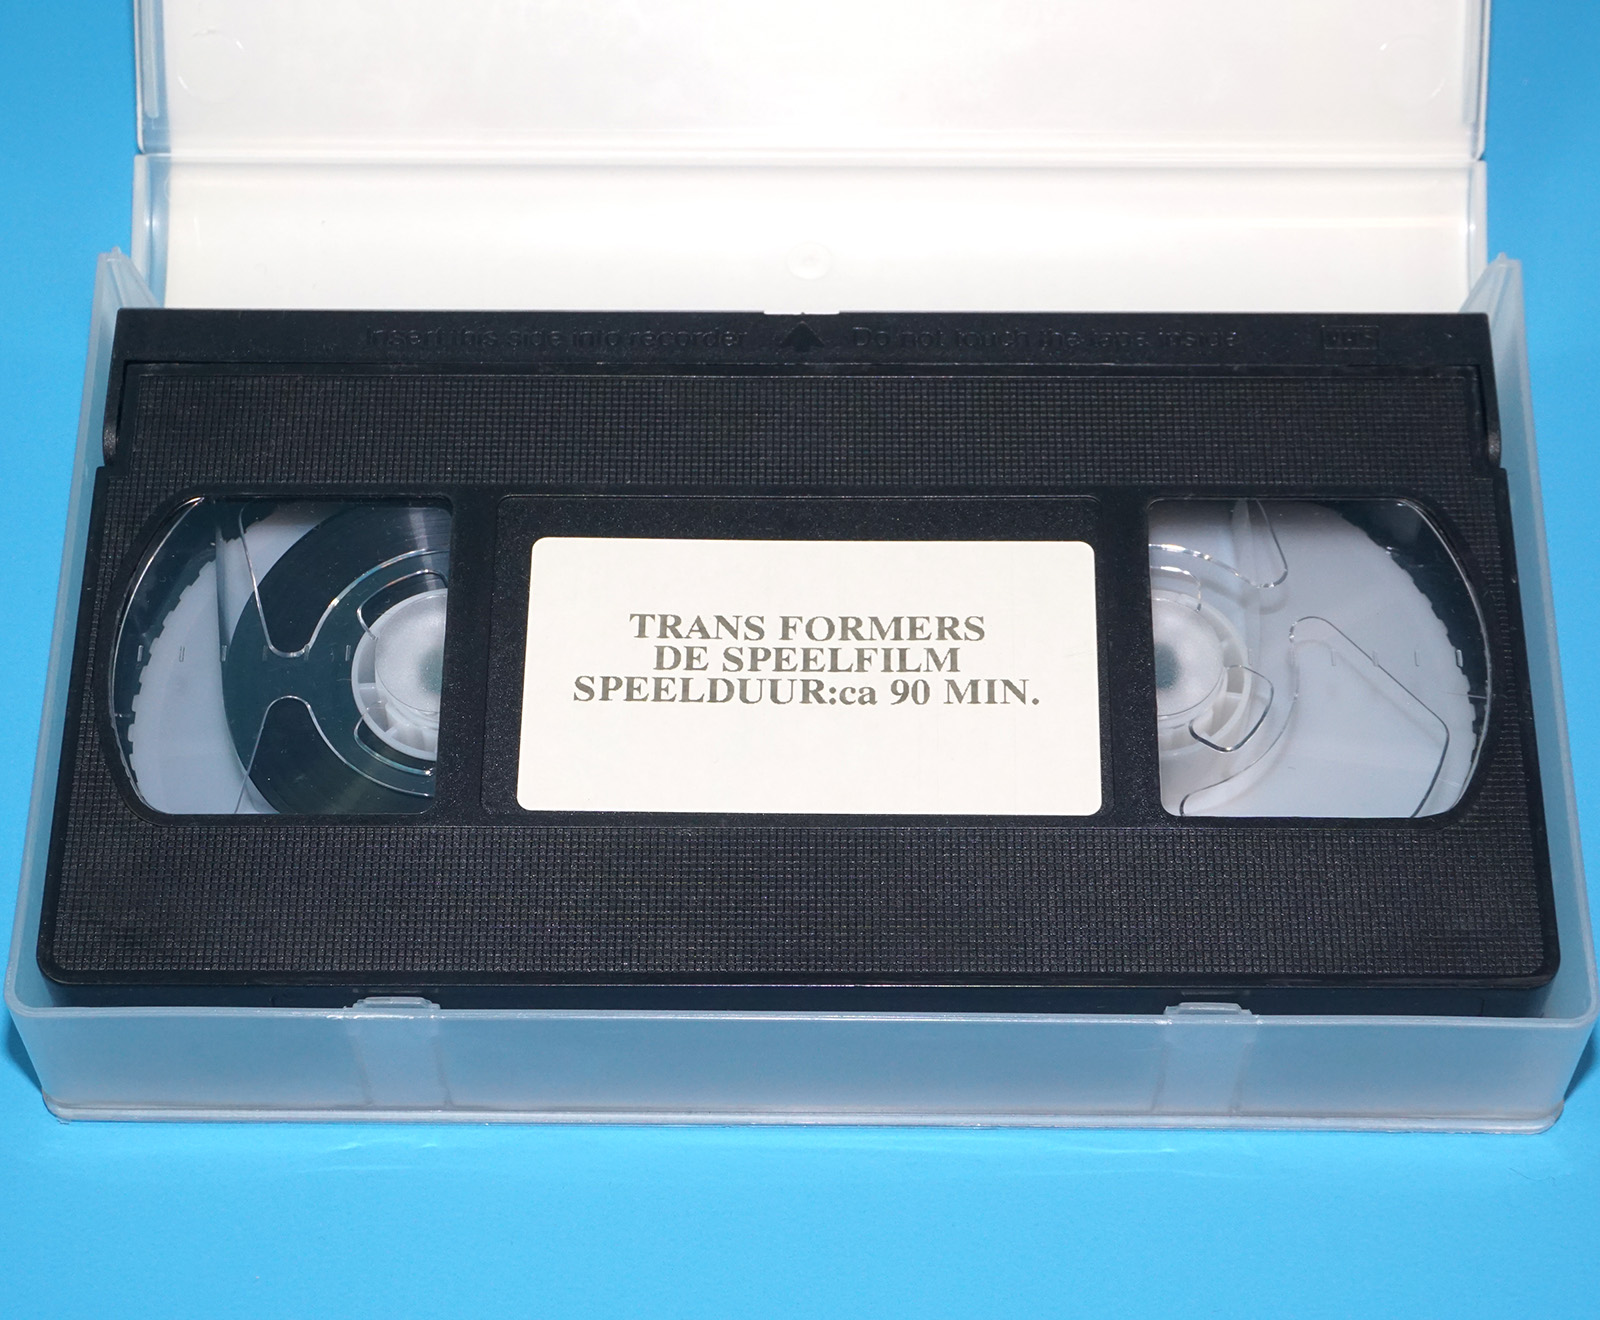 Insert this side into recorder Do not touch the tape inside VHS
TRANS FORMERS
DE SPEELFILM
SPEELDUUR:ca 90 MIN.